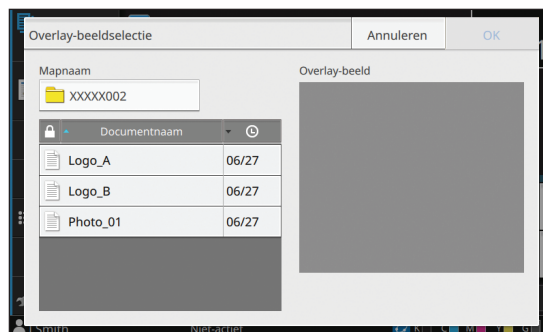 Overlay-beeldselectie Annuleren OK
Mapnaam Overlay-beeld
XXXXX002
Documentnaam
Logo_A 06/27
Logo_B 06/27
Photo_01 06/27
J.Smith Niet-actief K C M Y G